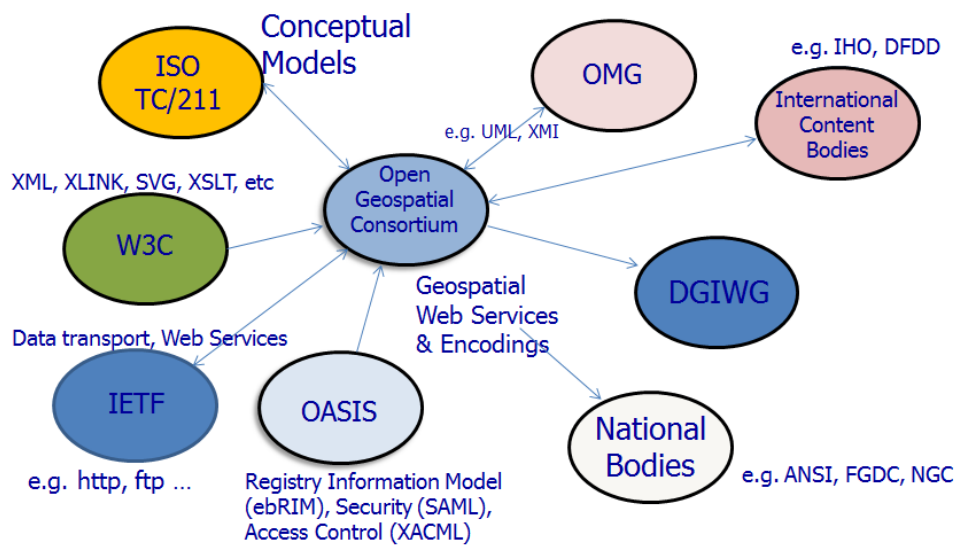 Conceptual
Models
ISO
TC/211
OMG
e.g. IHO, DFDD
International
Content
Bodies
e.g. UML, XMI
XML, XLINK, SVG, XSLT, etc
Open
Geospatial
Consortium
W3C
DGIWG
Geospatial
Web Services
& Encodings
Data transport, Web Services
IETF
OASIS
National
Bodies
e.g. http, ftp ...
Registry Information Model
(ebRIM), Security (SAML),
Access Control (XACML)
e.g. ANSI, FGDC, NGC